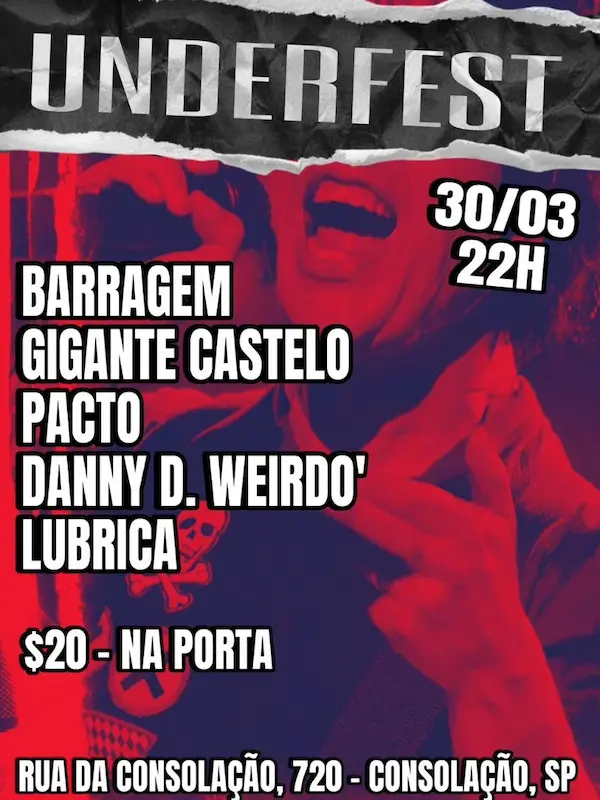 UNDERFEST
30/03
22H
BARRAGEM
GIGANTE CASTELO
PACTO
DANNY D. WEIRDO'
LUBRICA
$20 - NA PORTA
RUA DA CONSOLAÇÃO, 720 - CONSOLAÇÃO, SP